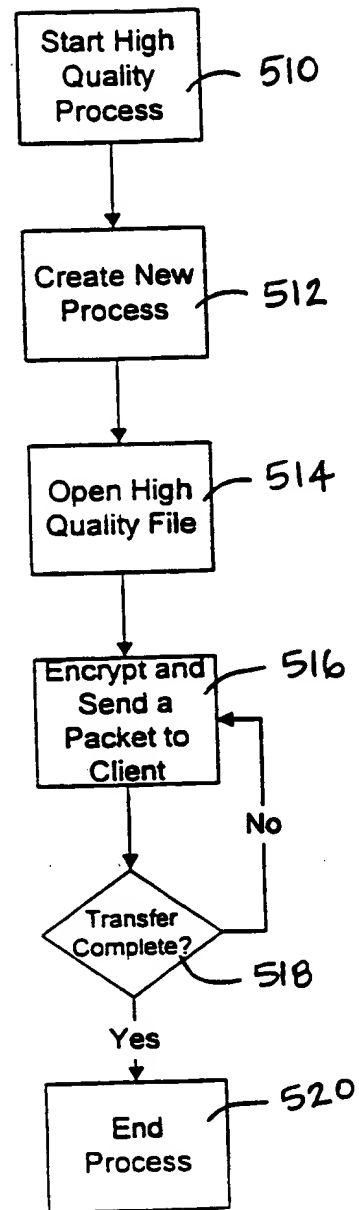 Start High
Quality
Process
510
Create New
Process
512
Open High
Quality File
514
Encrypt and
Send a
Packet to
Client
516
No
Transfer
Complete?
518
Yes
End
Process
520